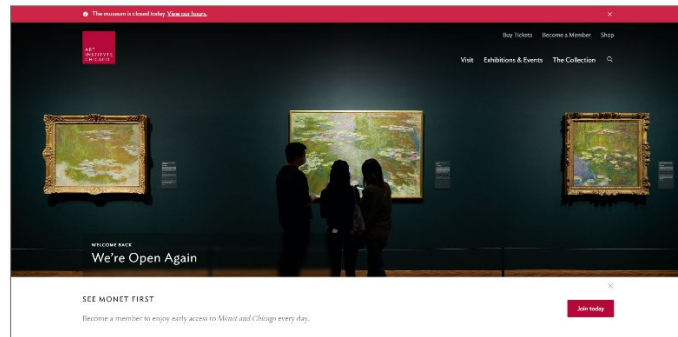 The museum is closed today. View our hours.
Buy Tickets Become a Member Shop
ART
INSTITVTE
CHICAGO
Visit Exhibitions & Events The Collection
WELCOME BACK
We're Open Again
SEE MONET FIRST
Become a member to enjoy early access to Monet and Chicago every day.
Join today